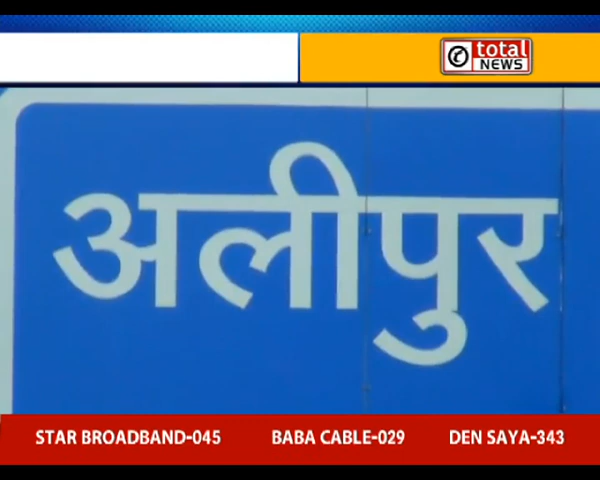 total
NEWS
अलीपुर
STAR BROADBAND-045 BABA CABLE-029 DEN SAYA-343